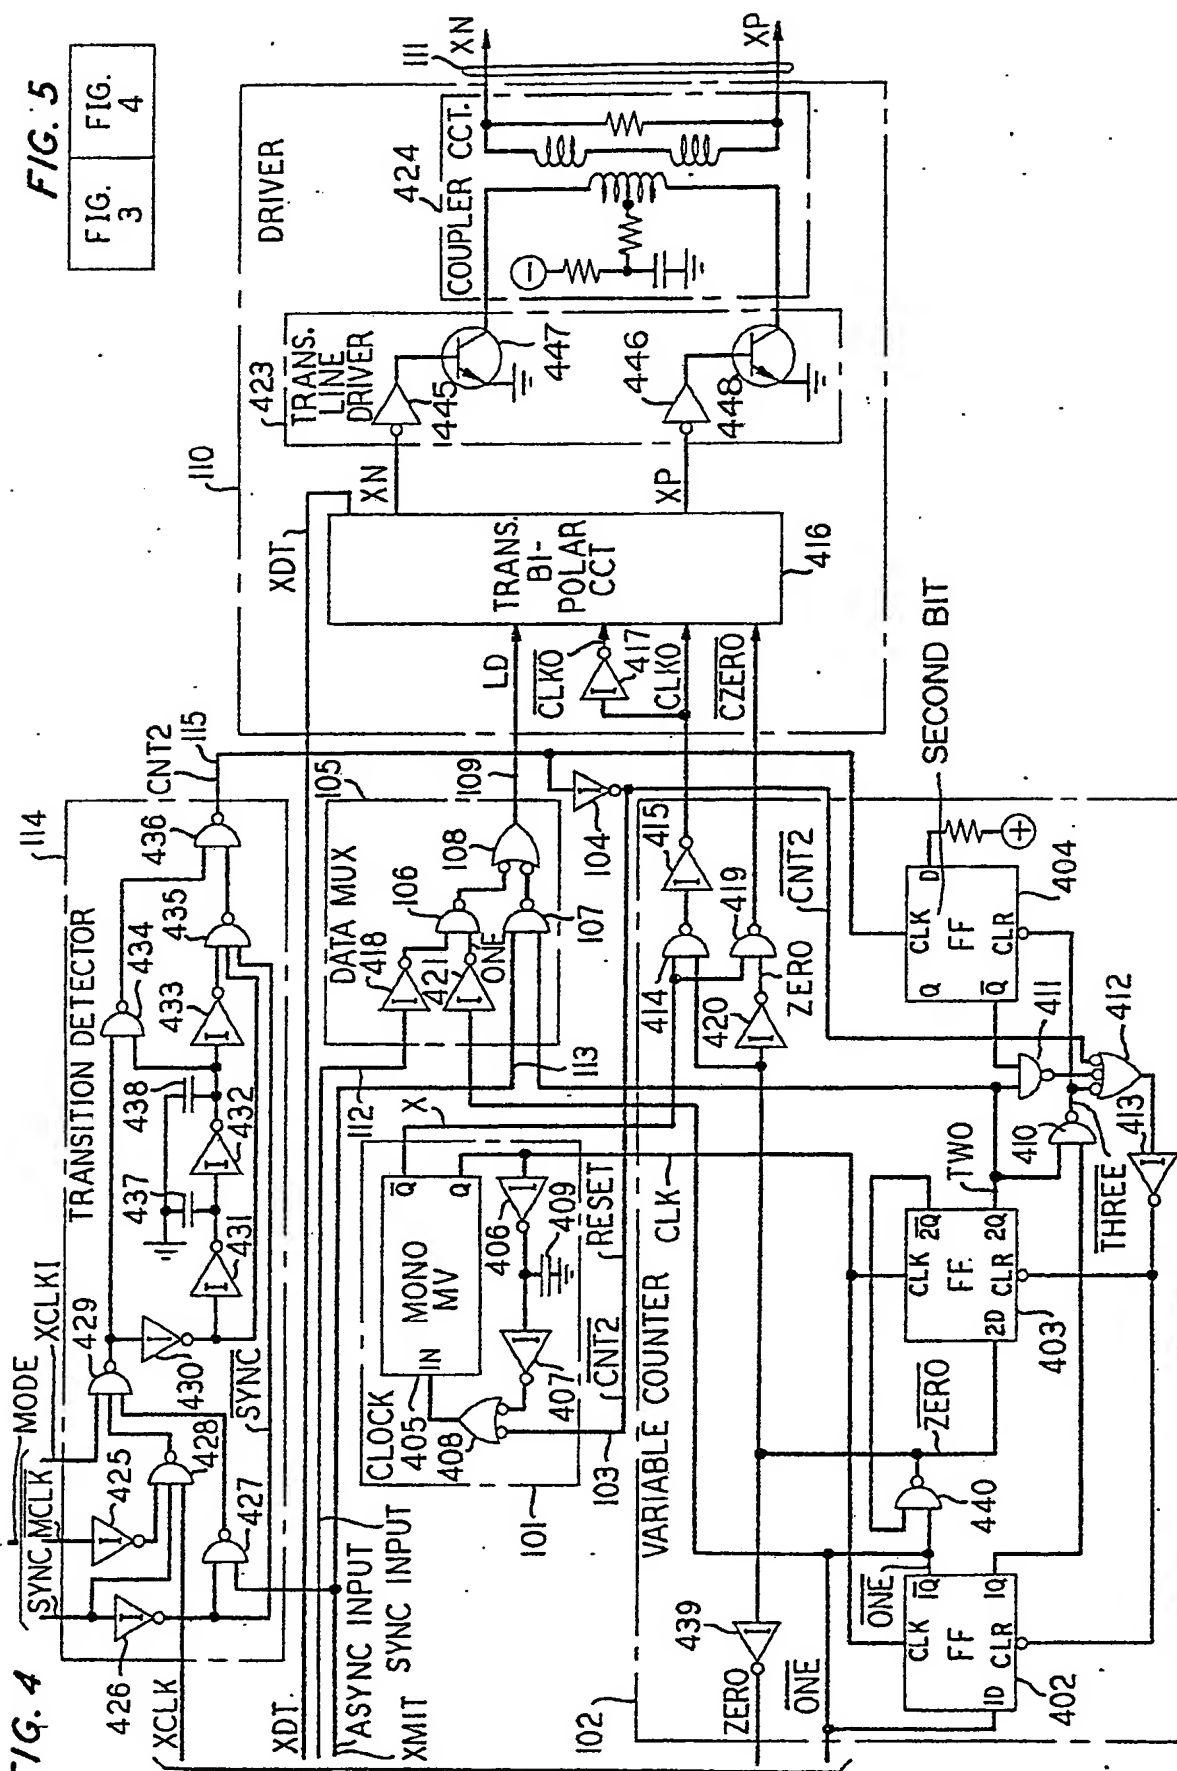 FIG. 5
FIG. 3
FIG. 4
FIG. 4
DRIVER
110
111
XN
XP
COUPLER CCT.
424
423
TRANS. LINE DRIVER
445
447
446
448
XN
XP
XDT
TRANS. BI-POLAR CCT
416
LD
CLKO
417
CLKO
CZERO
114
TRANSITION DETECTOR
CNT2
115
436
434
435
433
438
432
437
431
XCLKI
429
430
SYNC
MODE
SYNC
MCLK
425
428
427
426
XCLK
105
109
DATA MUX
108
106
418
421
ONE
107
104
112
113
X
CLOCK
MONO MV
IN
Q
Q
405
406
409
407
408
101
103
RESET
CLK
CNT2
XDT
ASYNC INPUT
SYNC INPUT
XMIT
VARIABLE COUNTER
102
415
414
419
420
ZERO
CNT2
SECOND BIT
CLK
D
FF
Q
Q
CLR
404
411
412
413
410
TWO
THREE
CLK
2Q
2Q
FF
CLR
2D
403
ZERO
440
439
ZERO
ONE
ONE
CLK
1Q
1Q
FF
CLR
1D
402